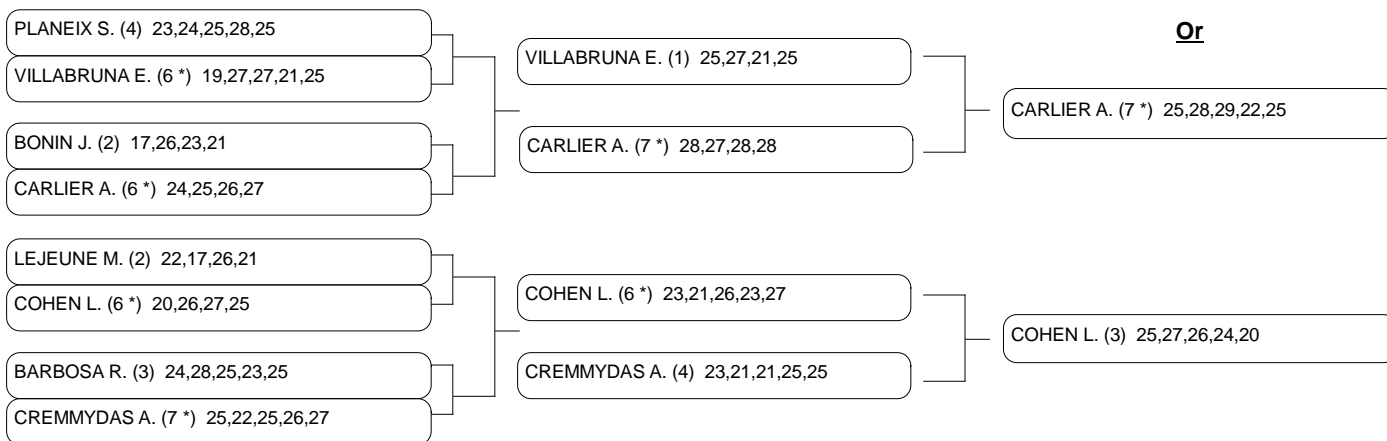 PLANEIX S. (4) 23,24,25,28,25
VILLABRUNA E. (6 *) 19,27,27,21,25
BONIN J. (2) 17,26,23,21
CARLIER A. (6 *) 24,25,26,27
LEJEUNE M. (2) 22,17,26,21
COHEN L. (6 *) 20,26,27,25
BARBOSA R. (3) 24,28,25,23,25
CREMMYDAS A. (7 *) 25,22,25,26,27
VILLABRUNA E. (1) 25,27,21,25
CARLIER A. (7 *) 28,27,28,28
COHEN L. (6 *) 23,21,26,23,27
CREMMYDAS A. (4) 23,21,21,25,25
Or
CARLIER A. (7 *) 25,28,29,22,25
COHEN L. (3) 25,27,26,24,20